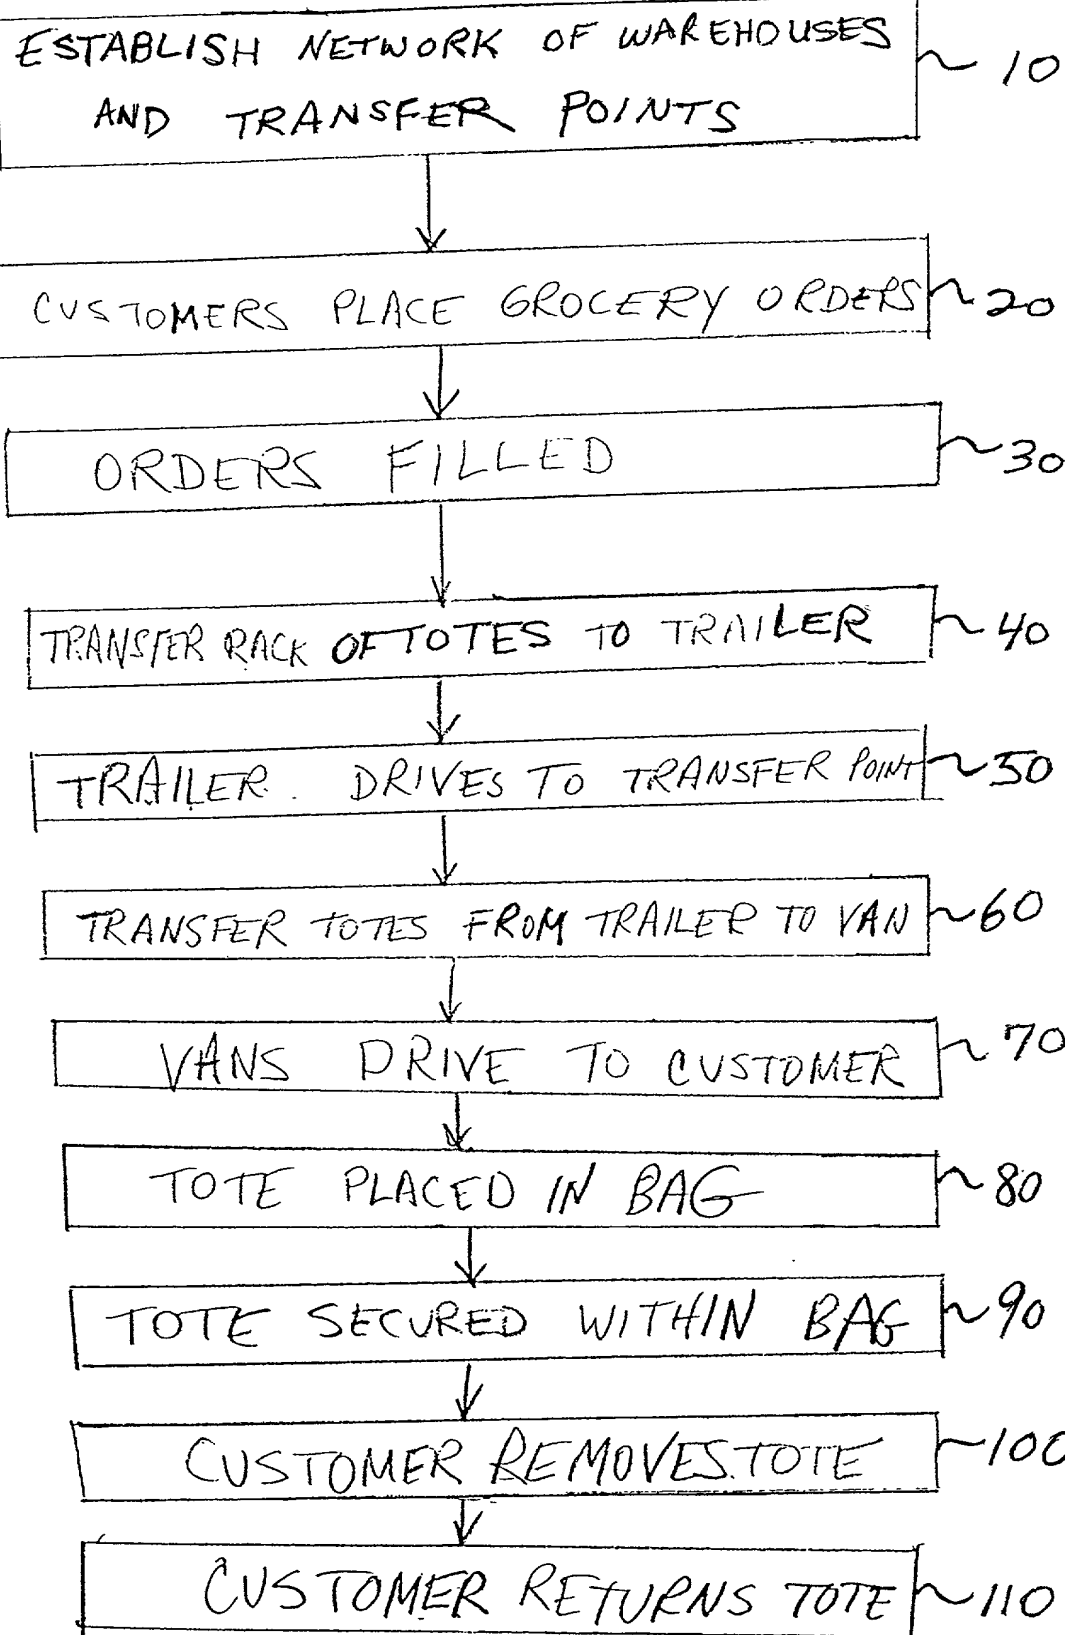 ESTABLISH NETWORK OF WAREHOUSES 10
AND TRANSFER POINTS
CUSTOMERS PLACE GROCERY ORDERS 20
ORDERS FILLED 30
TRANSFER RACK OF TOTES TO TRAILER 40
TRAILER. DRIVES TO TRANSFER POINT 50
TRANSFER TOTES FROM TRAILER TO VAN 60
VANS DRIVE TO CUSTOMER 70
TOTE PLACED IN BAG 80
TOTE SECURED WITHIN BAG 90
CUSTOMER REMOVES TOTE 100
CUSTOMER RETURNS TOTE 110